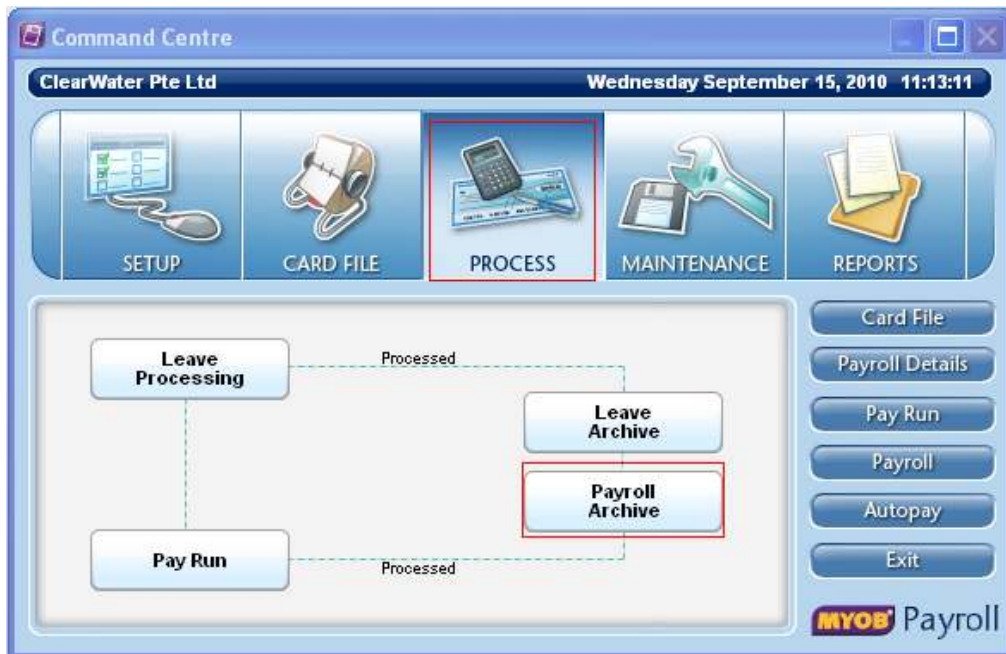 Command Centre
ClearWater Pte Ltd Wednesday September 15, 2010 11:13:11
SETUP CARD FILE PROCESS MAINTENANCE REPORTS
Leave
Processing
Processed
Leave
Archive
Payroll
Archive
Pay Run
Processed
Card File
Payroll Details
Pay Run
Payroll
Autopay
Exit
MYOB Payroll